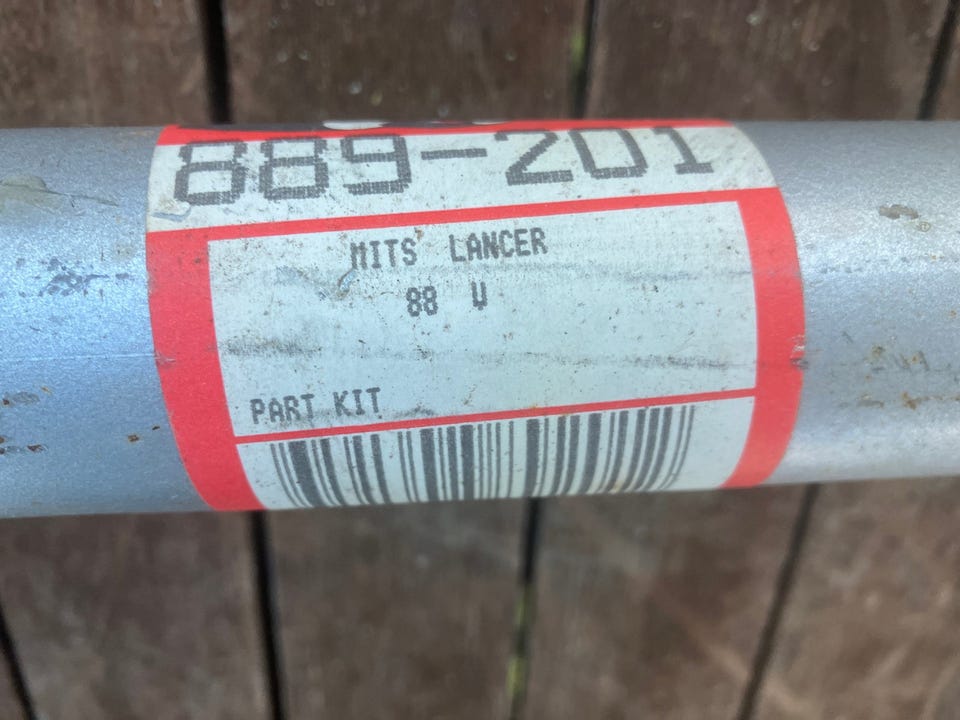 889-201
MITS LANCER
88 V
PART KIT